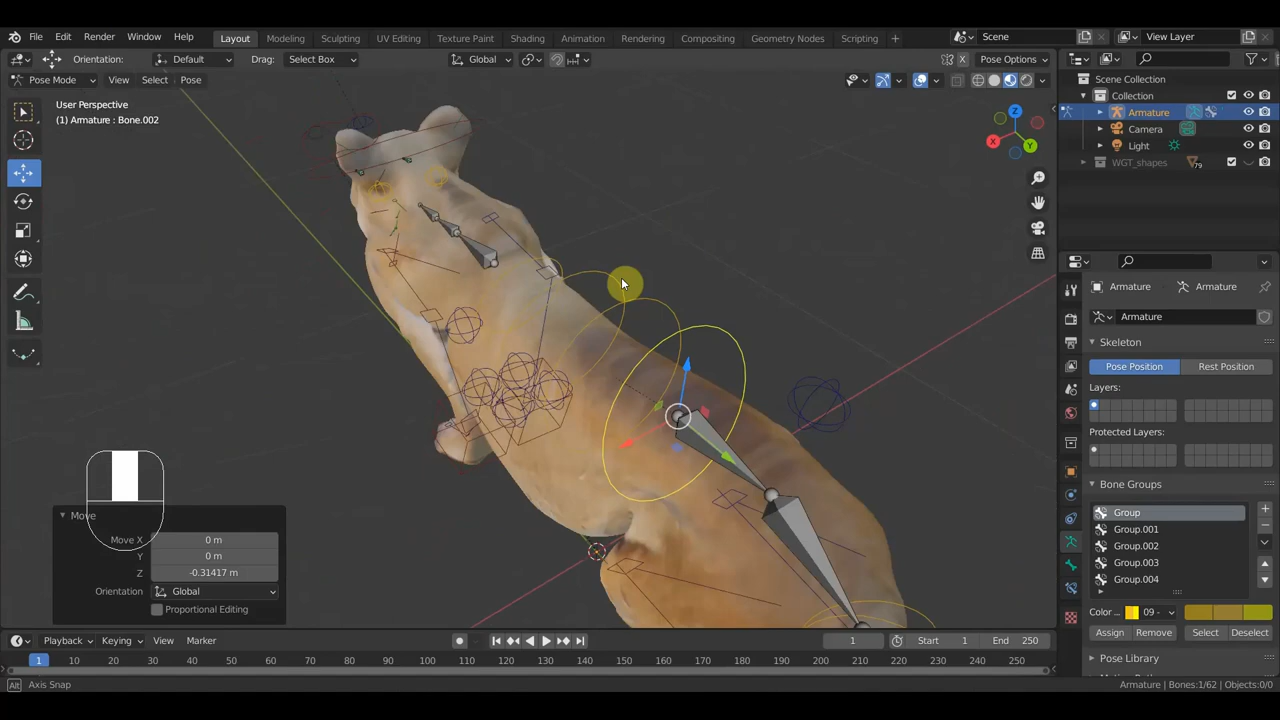 File Edit Render Window Help Layout Modeling Sculpting UV Editing Texture Paint Shading Animation Rendering Compositing Geometry Nodes Scripting + Scene View Layer
Orientation: Default Drag: Select Box Global Pose Options
Pose Mode View Select Pose
User Perspective
(1) Armature : Bone.002
Z
X
Y
Scene Collection
Collection
Armature
Camera
Light
WGT_shapes 79
Armature Armature
Armature
Skeleton
Pose Position Rest Position
Layers:
Protected Layers:
Bone Groups
Group
Group.001
Group.002
Group.003
Group.004
Color ... 09 -
Assign Remove Select Deselect
Pose Library
Move
Move X 0 m
Y 0 m
Z -0.31417 m
Orientation Global
Proportional Editing
Playback Keying View Marker 1 Start 1 End 250
1 10 20 30 40 50 60 70 80 90 100 110 120 130 140 150 160 170 180 190 200 210 220 230 240 250
Alt Axis Snap Armature | Bones:1/62 | Objects:0/0